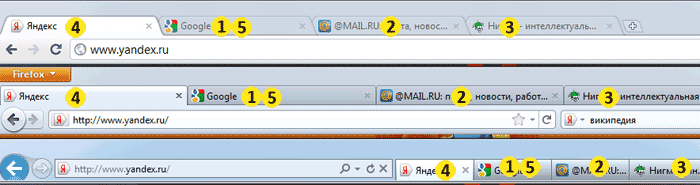 Яндекс 4 Google 1 5 @MAIL.RU: 2 та, новос... Ниг 3 - интеллектуаль...
www.yandex.ru
Firefox
Яндекс 4 Google 1 5 @MAIL.RU: п 2 , новости, работ... Нигм 3 интеллектуальная
http://www.yandex.ru/ википедия
http://www.yandex.ru/ Янде 4 G 1 5 @MAIL.RU:... 2 Нигм 3